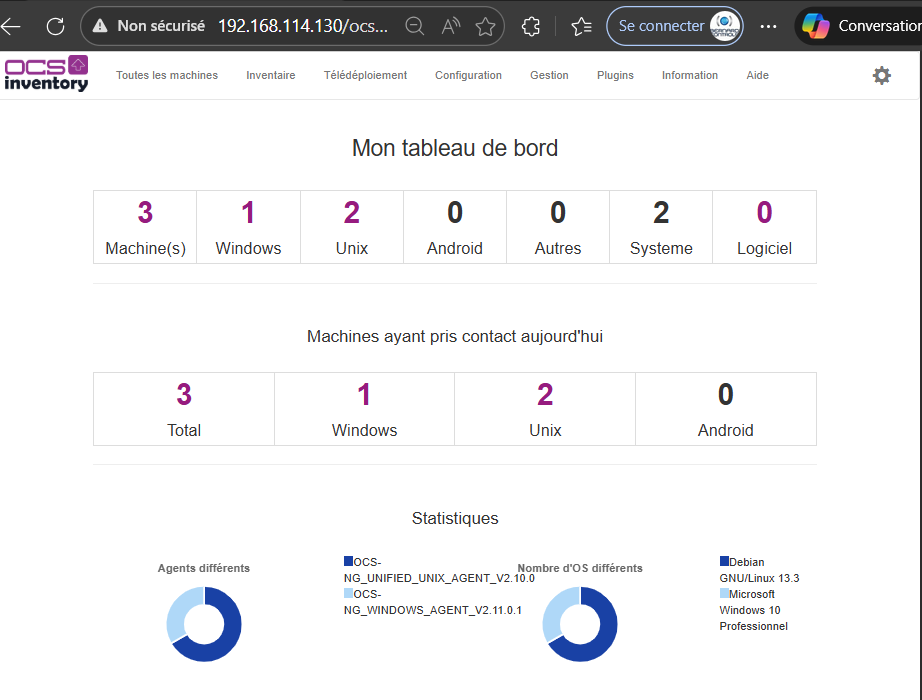 Non sécurisé 192.168.114.130/ocs... Se connecter Conversation
OCS
inventory
Toutes les machines Inventaire Télédéploiement Configuration Gestion Plugins Information Aide
Mon tableau de bord
3 1 2 0 0 2 0
Machine(s) Windows Unix Android Autres Systeme Logiciel
Machines ayant pris contact aujourd'hui
3 1 2 0
Total Windows Unix Android
Statistiques
Agents différents
OCS-
NG_UNIFIED_UNIX_AGENT_V2.10.0
OCS-
NG_WINDOWS_AGENT_V2.11.0.1
Nombre d'OS différents
Debian
GNU/Linux 13.3
Microsoft
Windows 10
Professionnel